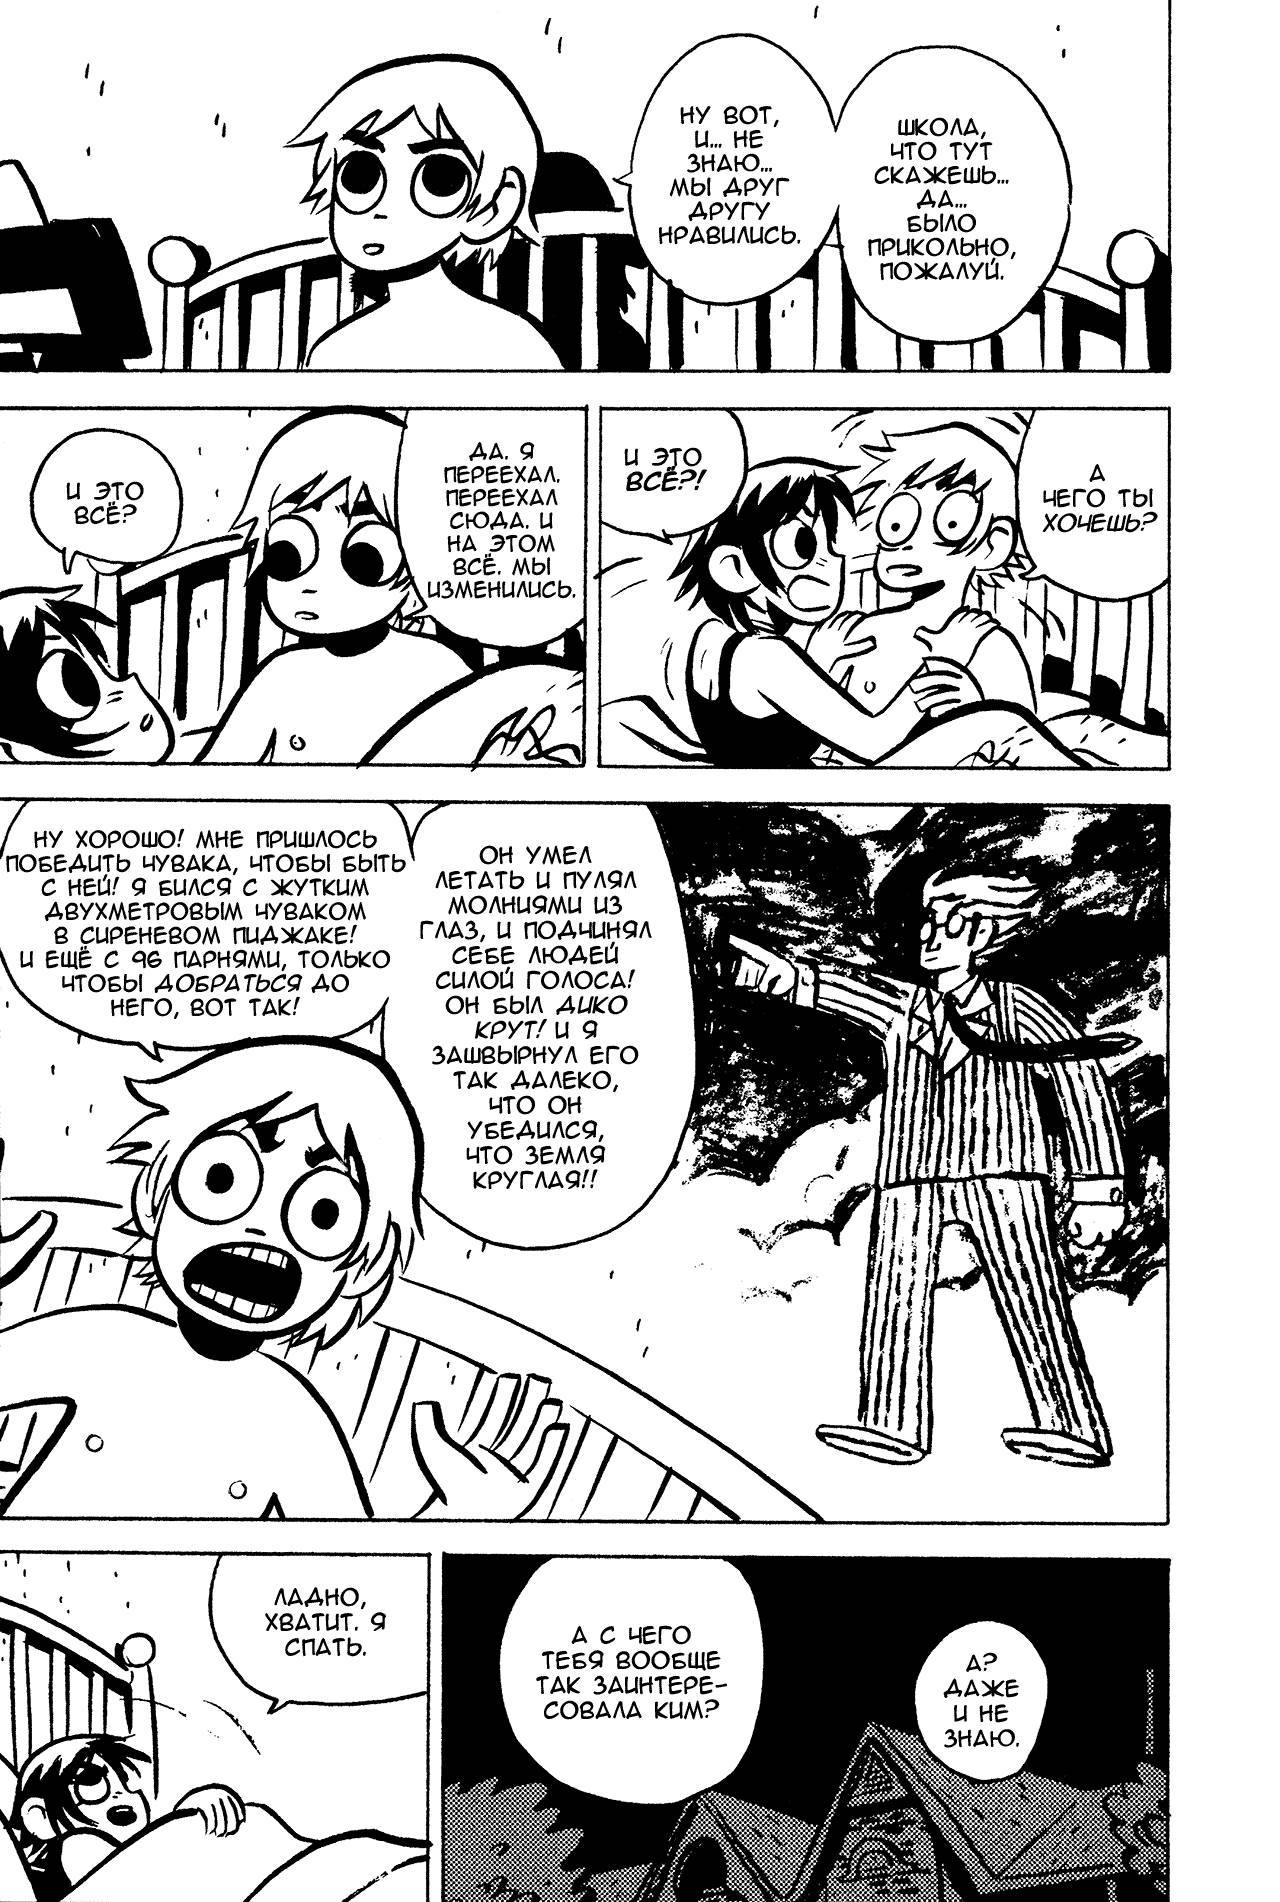 НУ ВОТ,
И... НЕ
ЗНАЮ...
МЫ ДРУГ
ДРУГУ
НРАВИЛИСЬ.
ШКОЛА,
ЧТО ТУТ
СКАЖЕШЬ...
ДА...
БЫЛО
ПРИКОЛЬНО,
ПОЖАЛУЙ.
И ЭТО
ВСЁ?
ДА. Я
ПЕРЕЕХАЛ.
ПЕРЕЕХАЛ
СЮДА. И
НА ЭТОМ
ВСЁ. МЫ
ИЗМЕНИЛИСЬ.
И ЭТО
ВСЁ?!
А
ЧЕГО ТЫ
ХОЧЕШЬ?
НУ ХОРОШО! МНЕ ПРИШЛОСЬ
ПОБЕДИТЬ ЧУВАКА, ЧТОБЫ БЫТЬ
С НЕЙ! Я БИЛСЯ С ЖУТКИМ
ДВУХМЕТРОВЫМ ЧУВАКОМ
В СИРЕНЕВОМ ПИДЖАКЕ!
И ЕЩЁ С 96 ПАРНЯМИ, ТОЛЬКО
ЧТОБЫ ДОБРАТЬСЯ ДО
НЕГО, ВОТ ТАК!
ОН УМЕЛ
ЛЕТАТЬ И ПУЛЯЛ
МОЛНИЯМИ ИЗ
ГЛАЗ, И ПОДЧИНЯЛ
СЕБЕ ЛЮДЕЙ
СИЛОЙ ГОЛОСА!
ОН БЫЛ ДИКО
КРУТ! И Я
ЗАШВЫРНУЛ ЕГО
ТАК ДАЛЕКО,
ЧТО ОН
УБЕДИЛСЯ,
ЧТО ЗЕМЛЯ
КРУГЛАЯ!!
ЛАДНО,
ХВАТИТ. Я
СПАТЬ.
А С ЧЕГО
ТЕБЯ ВООБЩЕ
ТАК ЗАИНТЕРЕ-
СОВАЛА КИМ?
А?
ДАЖЕ
И НЕ
ЗНАЮ.